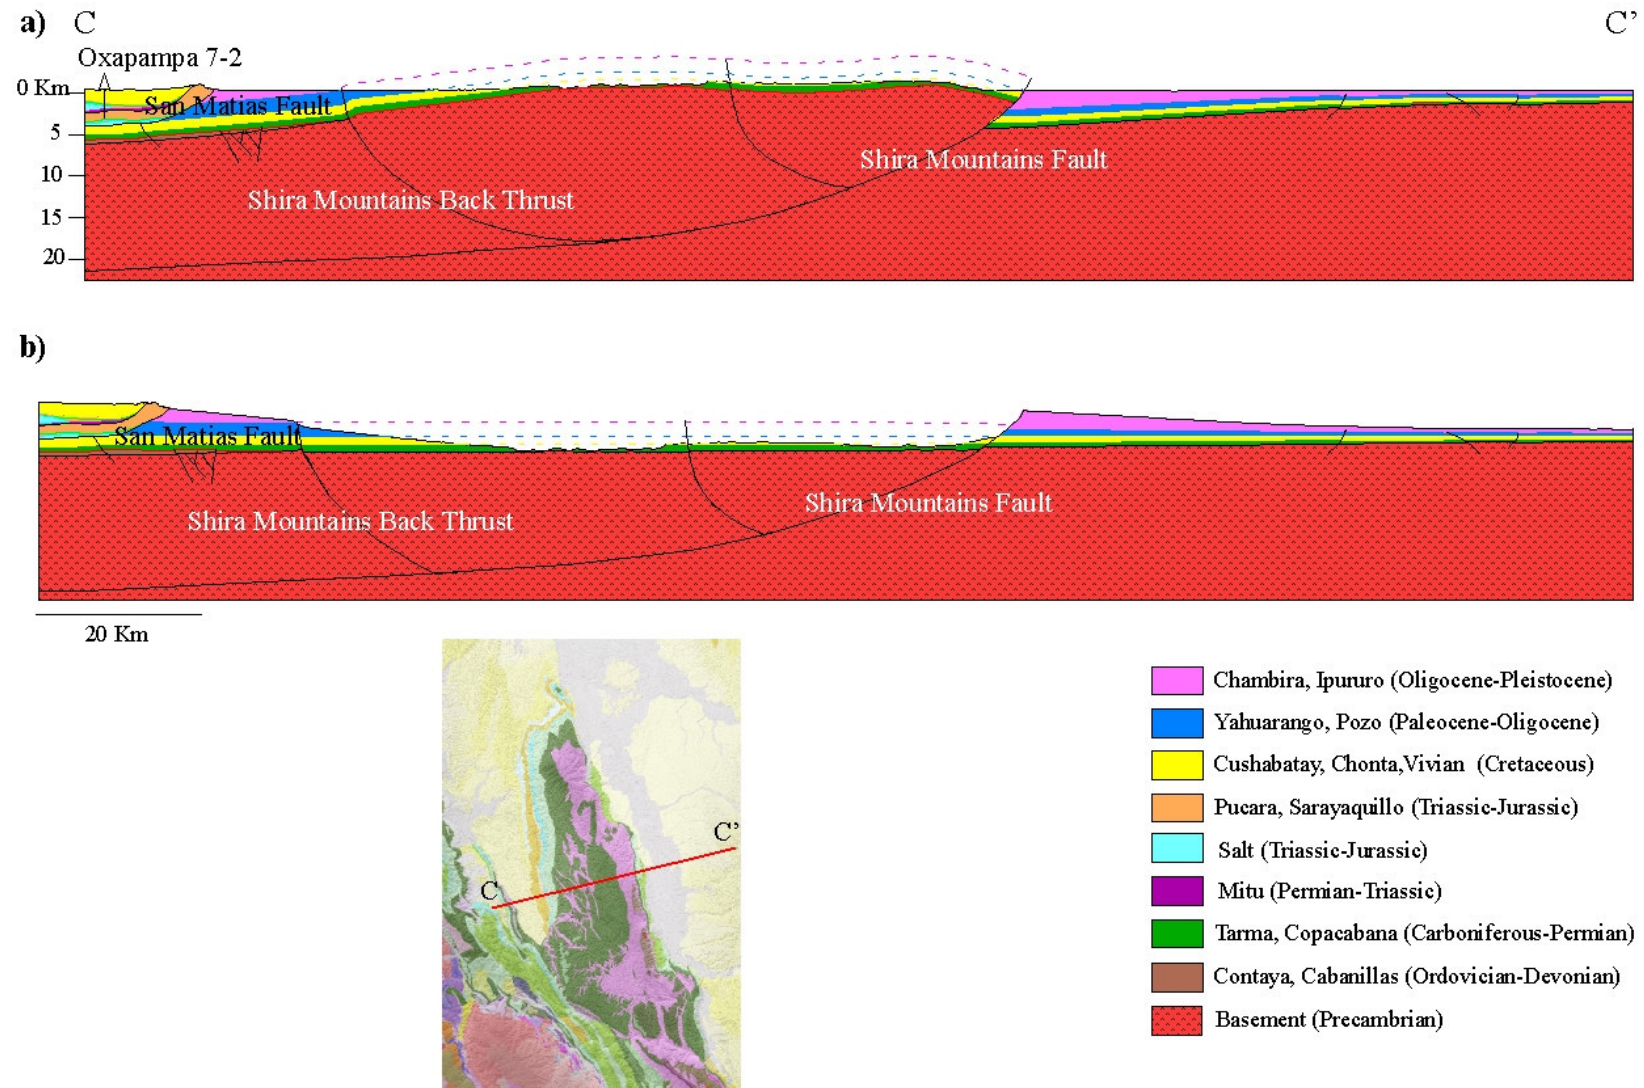 a) C C’
Oxapampa 7-2
0 Km
San Matias Fault
5
10
15
20
Shira Mountains Fault
Shira Mountains Back Thrust
b)
San Matias Fault
Shira Mountains Fault
Shira Mountains Back Thrust
20 Km
C
C’
Chambira, Ipururo (Oligocene-Pleistocene)
Yahuarango, Pozo (Paleocene-Oligocene)
Cushabatay, Chonta,Vivian (Cretaceous)
Pucara, Sarayaquillo (Triassic-Jurassic)
Salt (Triassic-Jurassic)
Mitu (Permian-Triassic)
Tarma, Copacabana (Carboniferous-Permian)
Contaya, Cabanillas (Ordovician-Devonian)
Basement (Precambrian)